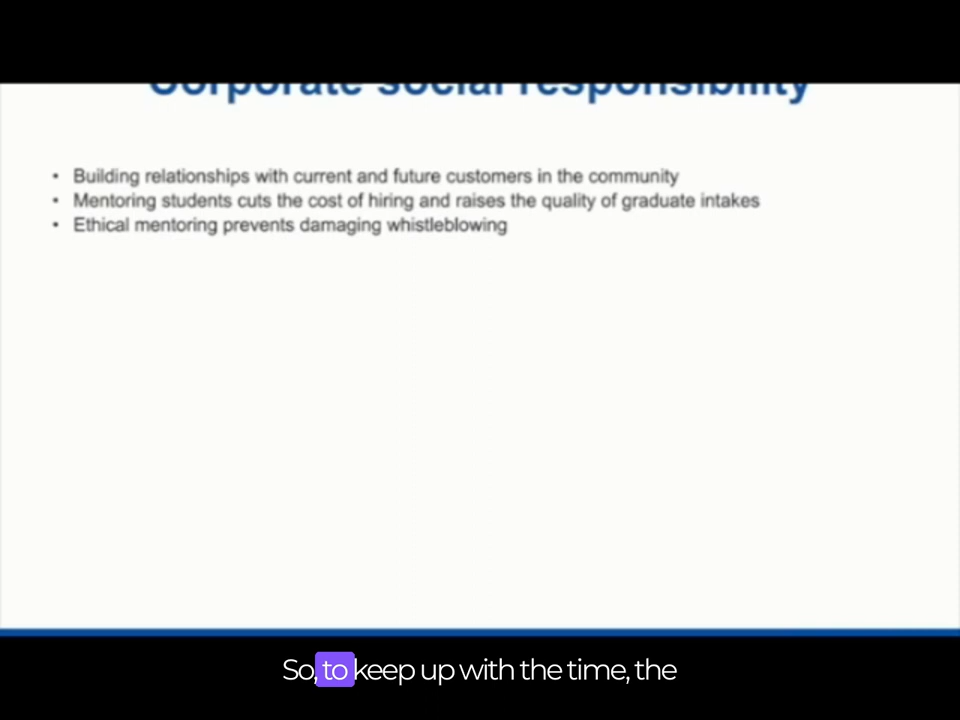 Corporate social responsibility
• Building relationships with current and future customers in the community
• Mentoring students cuts the cost of hiring and raises the quality of graduate intakes
• Ethical mentoring prevents damaging whistleblowing
So, to keep up with the time, the